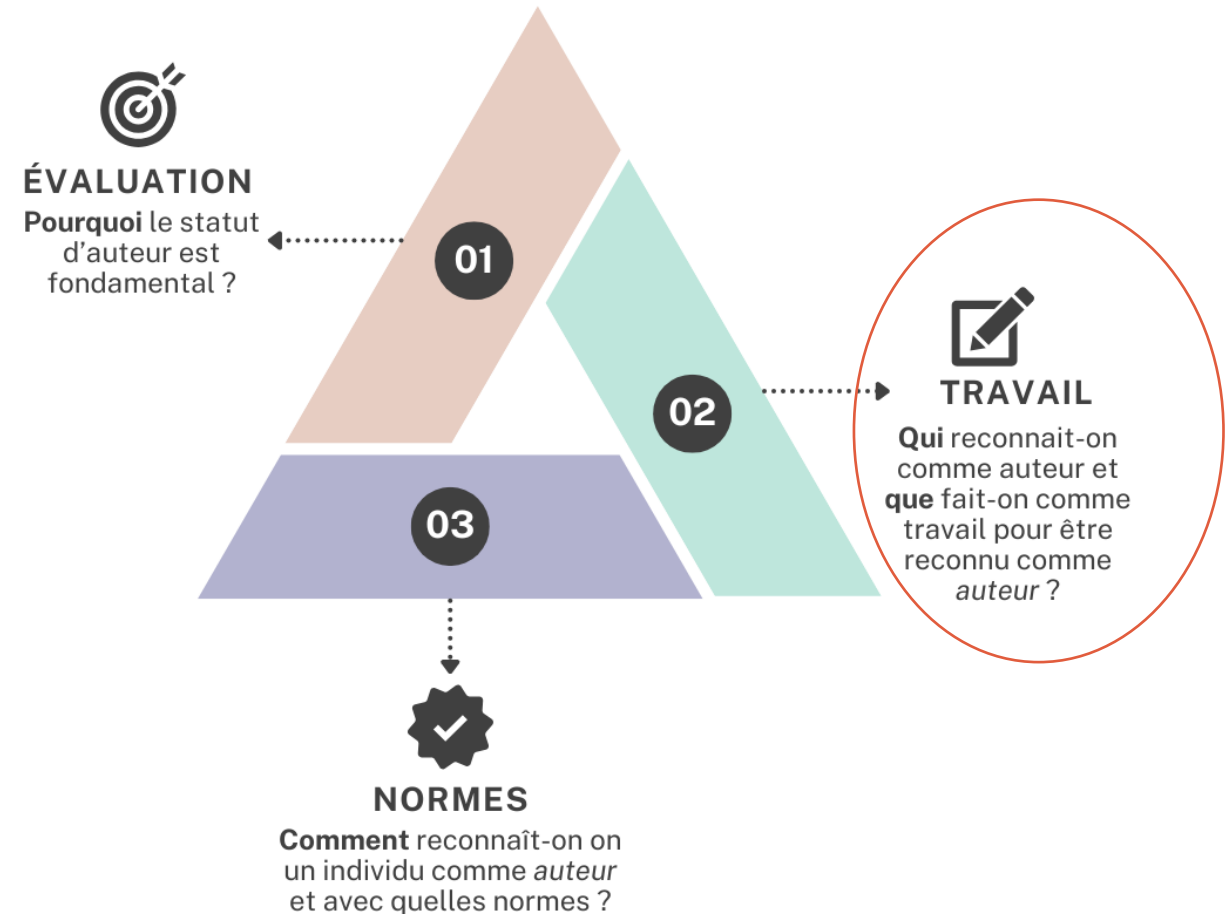 ÉVALUATION
Pourquoi le statut
d'auteur est
fondamental ?
01
02
TRAVAIL
Qui reconnait-on
comme auteur et
que fait-on comme
travail pour être
reconnu comme
auteur ?
03
NORMES
Comment reconnaît-on on
un individu comme auteur
et avec quelles normes ?